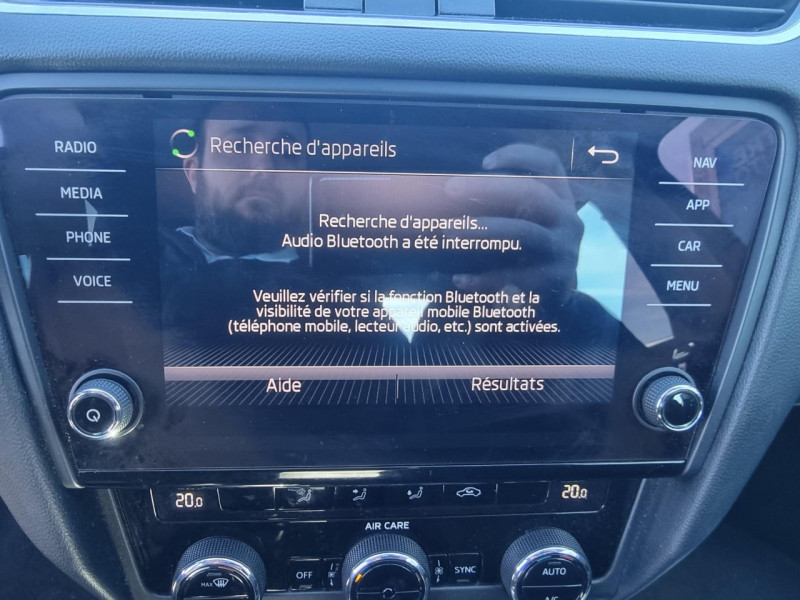 Recherche d'appareils
RADIO
MEDIA
PHONE
VOICE
Recherche d'appareils...
Audio Bluetooth a été interrompu.
Veuillez vérifier si la fonction Bluetooth et la
visibilité de votre appareil mobile Bluetooth
(téléphone mobile, lecteur audio, etc.) sont activées.
Aide
Résultats
NAV
APP
CAR
MENU
20.0
20.0
AIR CARE
MAX
OFF
SYNC
AUTO
A/C